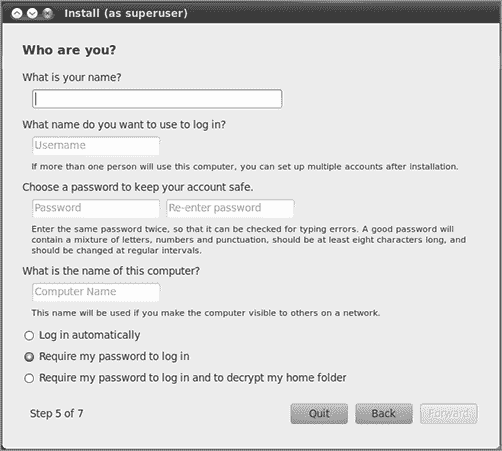 Install (as superuser)
Who are you?
What is your name?
What name do you want to use to log in?
Username
If more than one person will use this computer, you can set up multiple accounts after installation.
Choose a password to keep your account safe.
Password Re-enter password
Enter the same password twice, so that it can be checked for typing errors. A good password will
contain a mixture of letters, numbers and punctuation, should be at least eight characters long, and
should be changed at regular intervals.
What is the name of this computer?
Computer Name
This name will be used if you make the computer visible to others on a network.
Log in automatically
Require my password to log in
Require my password to log in and to decrypt my home folder
Step 5 of 7 Quit Back Forward